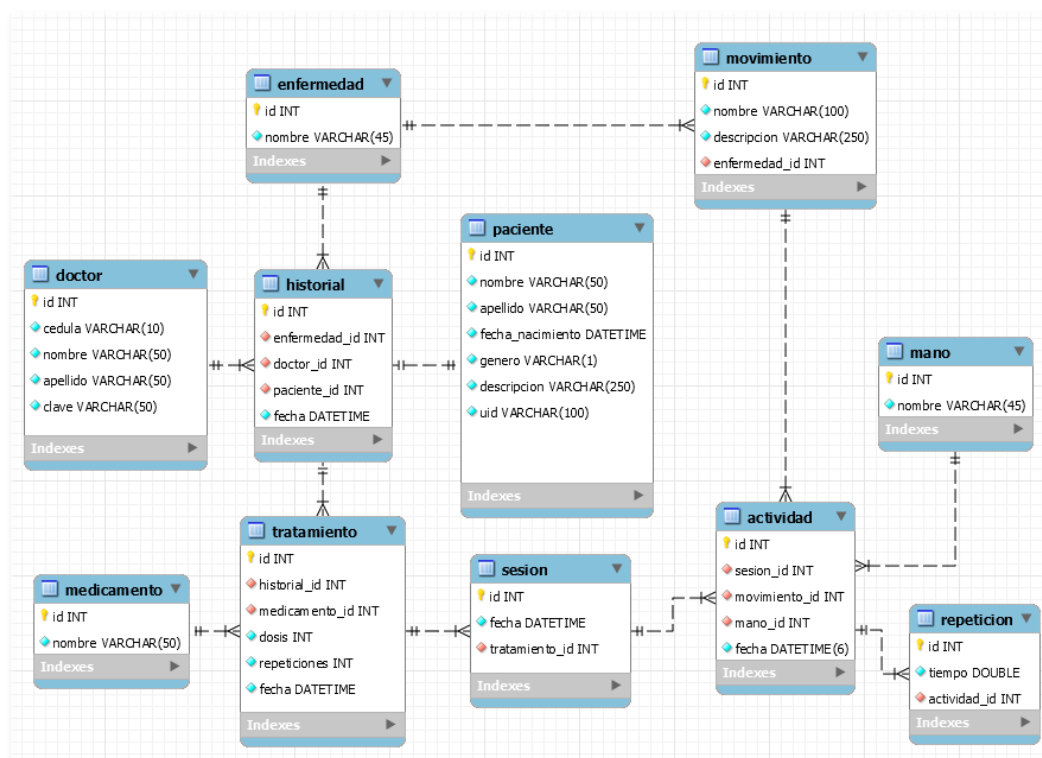 enfermedad
id INT
nombre VARCHAR(45)
Indexes
movimiento
id INT
nombre VARCHAR(100)
descripcion VARCHAR(250)
enfermedad_id INT
Indexes
doctor
id INT
cedula VARCHAR(10)
nombre VARCHAR(50)
apellido VARCHAR(50)
clave VARCHAR(50)
Indexes
historial
id INT
enfermedad_id INT
doctor_id INT
paciente_id INT
fecha DATETIME
Indexes
paciente
id INT
nombre VARCHAR(50)
apellido VARCHAR(50)
fecha_nacimiento DATETIME
genero VARCHAR(1)
descripcion VARCHAR(250)
uid VARCHAR(100)
Indexes
mano
id INT
nombre VARCHAR(45)
Indexes
medicamento
id INT
nombre VARCHAR(50)
Indexes
tratamiento
id INT
historial_id INT
medicamento_id INT
dosis INT
repeticiones INT
fecha DATETIME
Indexes
sesion
id INT
fecha DATETIME
tratamiento_id INT
Indexes
actividad
id INT
sesion_id INT
movimiento_id INT
mano_id INT
fecha DATETIME(6)
Indexes
repeticion
id INT
tiempo DOUBLE
actividad_id INT
Indexes